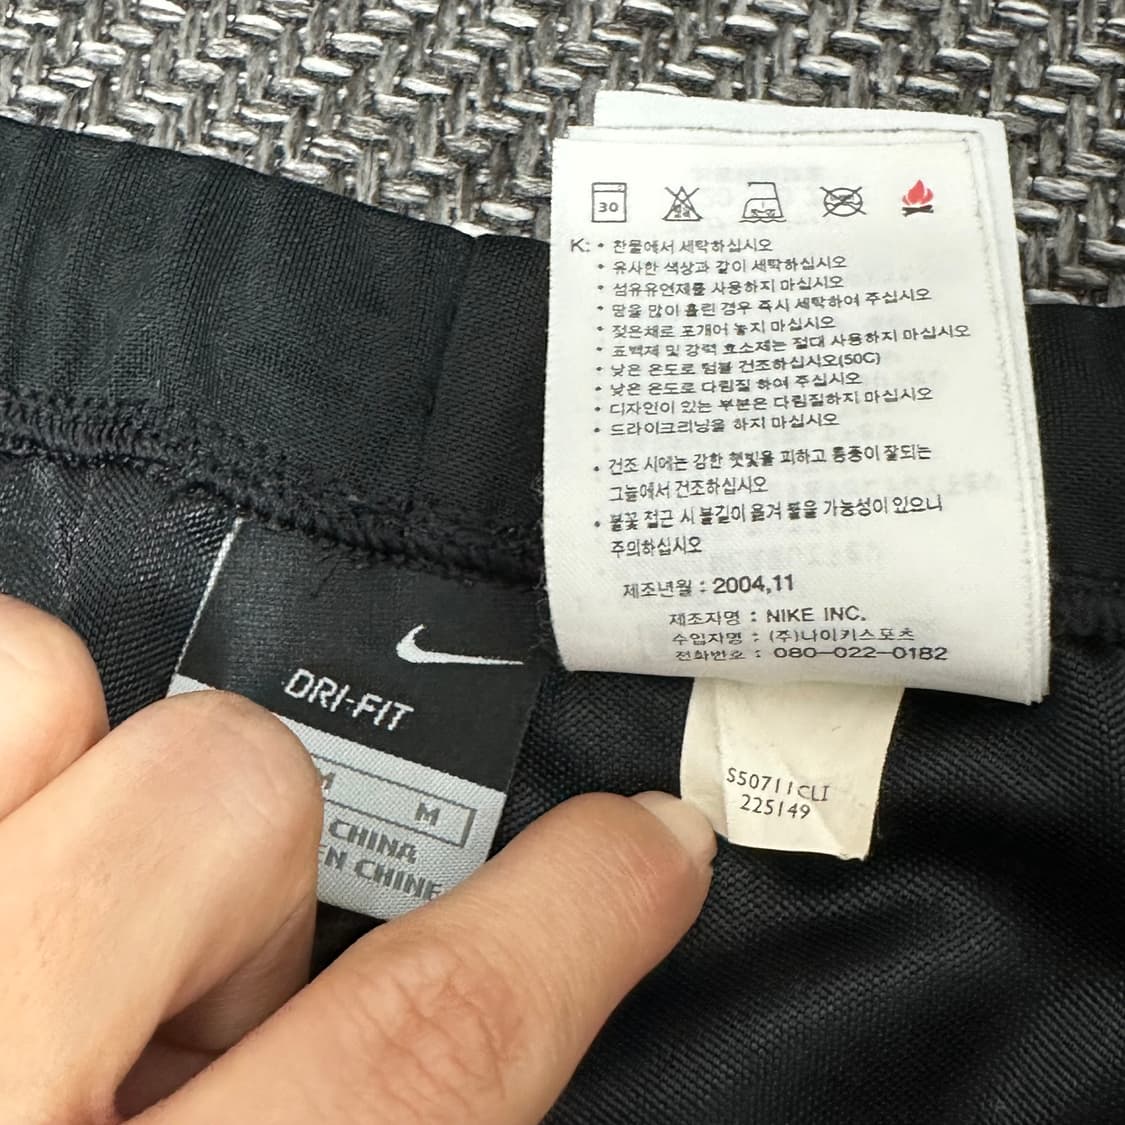 30
K: • 찬물에서 세탁하십시오
• 유사한 색상과 같이 세탁하십시오
• 섬유유연제를 사용하지 마십시오
• 땀을 많이 흘린 경우 즉시 세탁하여 주십시오
• 젖은채로 포개어 놓지 마십시오
• 표백제 및 강력 효소제는 절대 사용하지 마십시오
• 낮은 온도로 텀블 건조하십시오(50C)
• 낮은 온도로 다림질 하여 주십시오
• 디자인이 있는 부분은 다림질하지 마십시오
• 드라이크리닝을 하지 마십시오
• 건조 시에는 강한 햇빛을 피하고 통풍이 잘되는
그늘에서 건조하십시오
• 불꽃 접근 시 불길이 옮겨 붙을 가능성이 있으니
주의하십시오
제조년월 : 2004,11
제조자명 : NIKE INC.
수입자명 : (주)나이키스포츠
전화번호 : 080-022-0182
DRI-FIT
M M
CHINA
EN CHINE
S50711CLI
225149